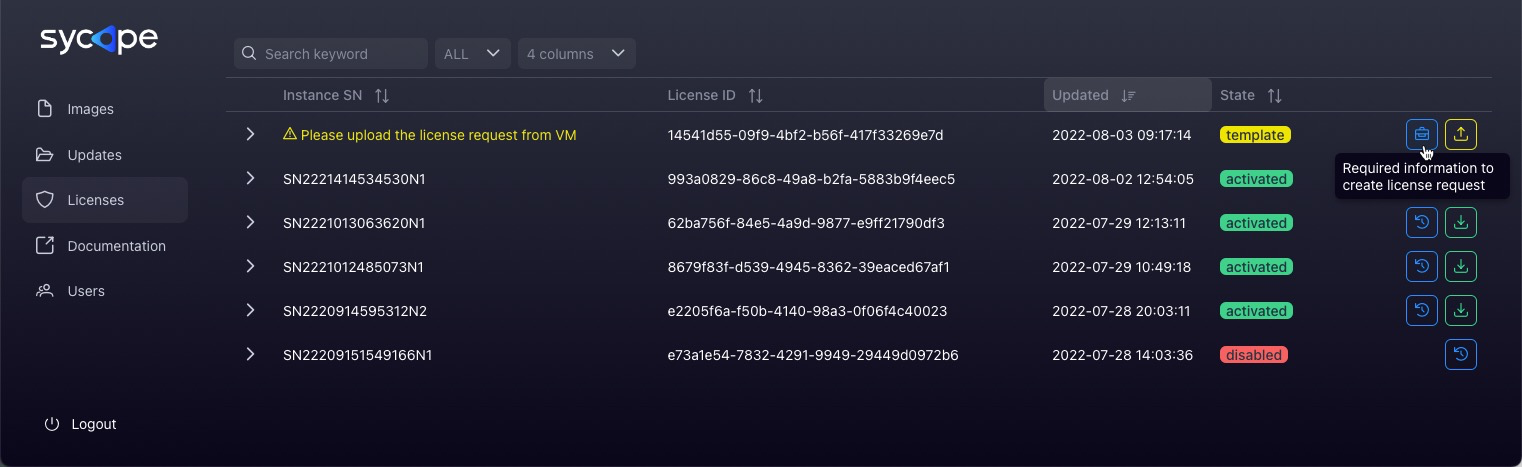 sycope
Search keyword
ALL
4 columns
Images
Updates
Licenses
Documentation
Users
Logout
Instance SN License ID Updated State
Please upload the license request from VM 14541d55-09f9-4bf2-b56f-417f33269e7d 2022-08-03 09:17:14 template
SN2221414534530N1 993a0829-86c8-49a8-b2fa-5883b9f4eec5 2022-08-02 12:54:05 activated
Required information to
create license request
SN2221013063620N1 62ba756f-84e5-4a9d-9877-e9ff21790df3 2022-07-29 12:13:11 activated
SN2221012485073N1 8679f83f-d539-4945-8362-39eaced67af1 2022-07-29 10:49:18 activated
SN2220914595312N2 e2205f6a-f50b-4140-98a3-0f06f4c40023 2022-07-28 20:03:11 activated
SN22209151549166N1 e73a1e54-7832-4291-9949-29449d0972b6 2022-07-28 14:03:36 disabled